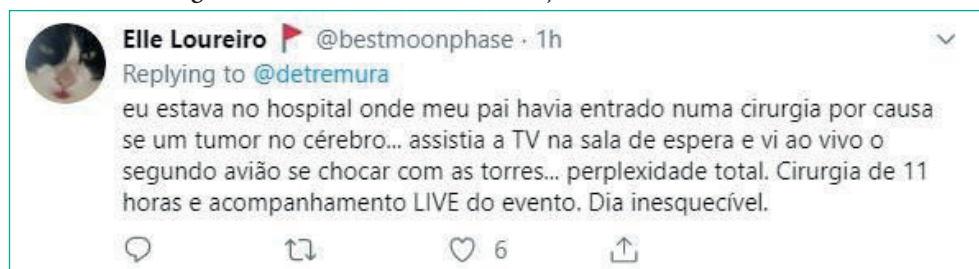 Elle Loureiro 🚩 @bestmoonphase · 1h
Replying to @detremura
eu estava no hospital onde meu pai havia entrado numa cirurgia por causa
se um tumor no cérebro... assistia a TV na sala de espera e vi ao vivo o
segundo avião se chocar com as torres... perplexidade total. Cirurgia de 11
horas e acompanhamento LIVE do evento. Dia inesquecível.
6